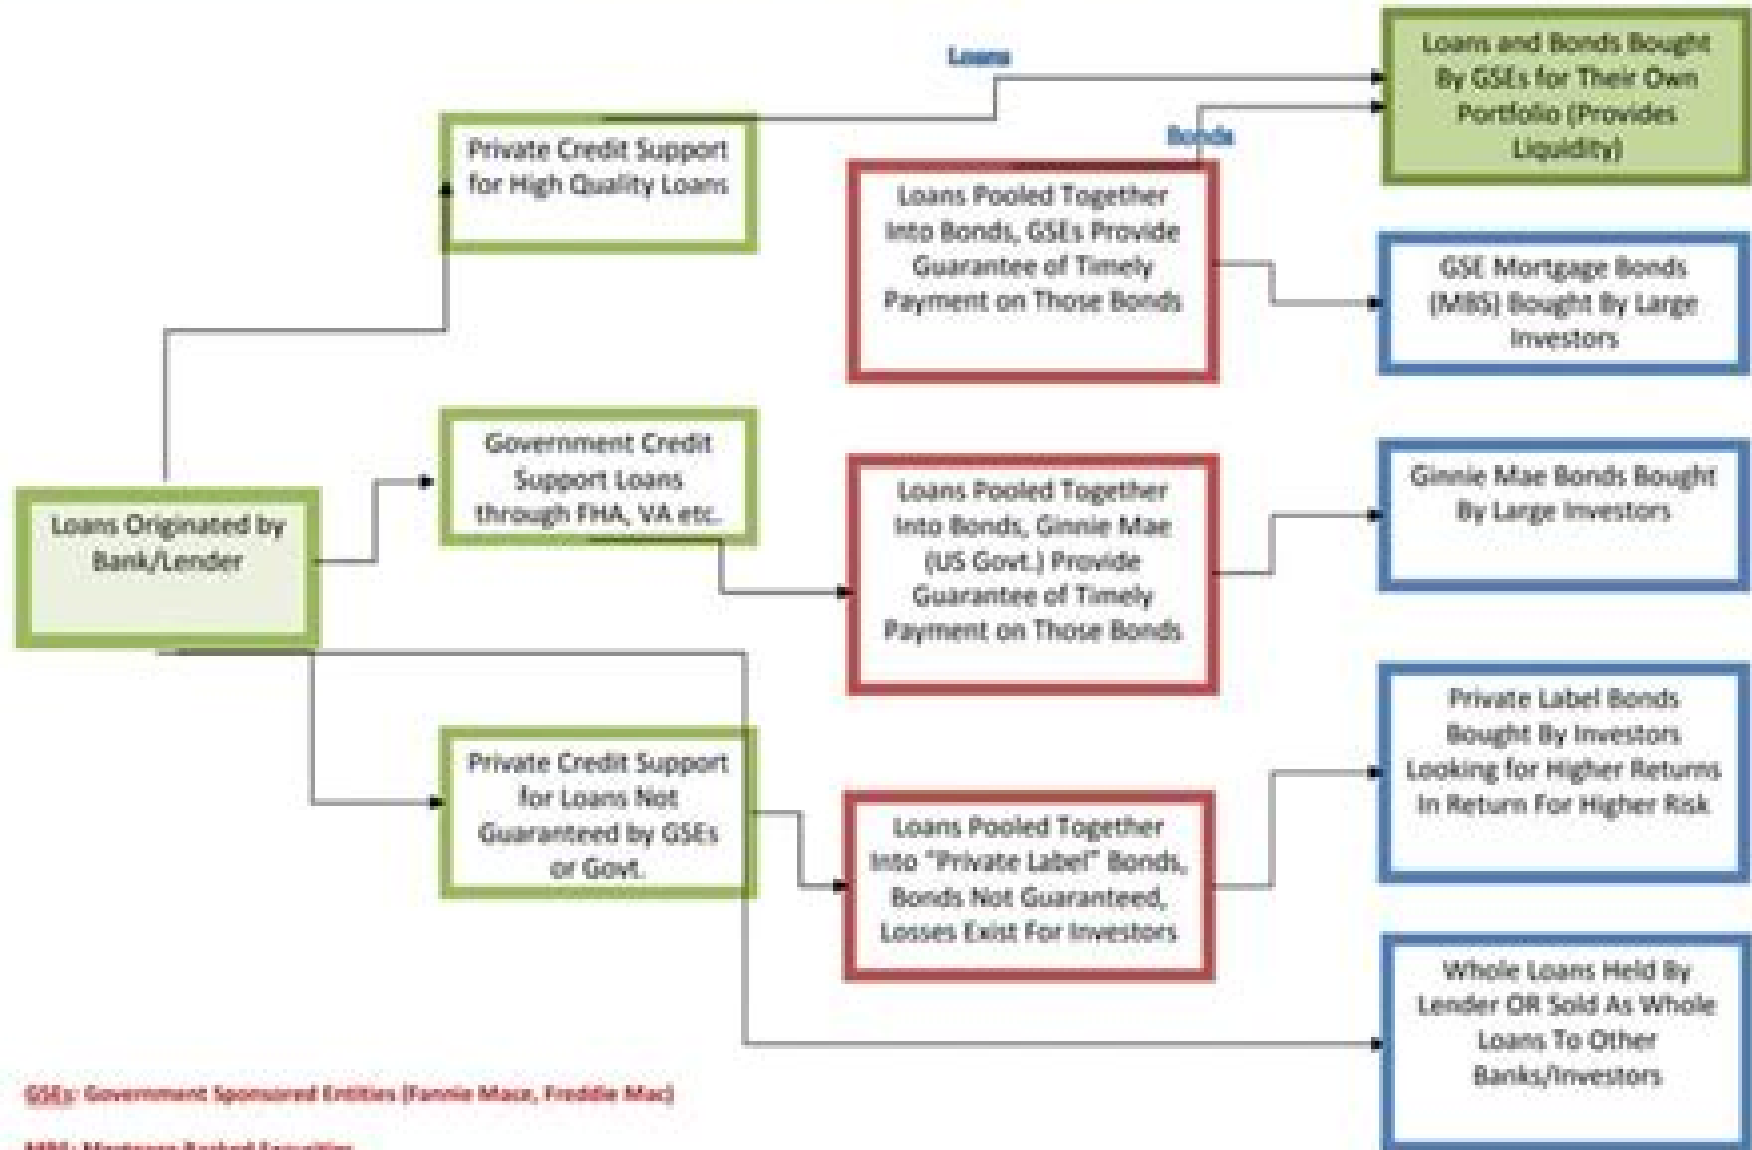 Loans
Loans and Bonds Bought
By GSEs for Their Own
Portfolio (Provides
Liquidity)
Bonds
Private Credit Support
for High Quality Loans
Loans Pooled Together
Into Bonds, GSEs Provide
Guarantee of Timely
Payment on Those Bonds
GSE Mortgage Bonds
(MBS) Bought By Large
Investors
Government Credit
Support Loans
through FHA, VA etc.
Loans Pooled Together
Into Bonds, Ginnie Mae
(US Govt.) Provide
Guarantee of Timely
Payment on Those Bonds
Ginnie Mae Bonds Bought
By Large Investors
Loans Originated by
Bank/Lender
Private Credit Support
for Loans Not
Guaranteed by GSEs
or Govt.
Loans Pooled Together
Into "Private Label" Bonds,
Bonds Not Guaranteed,
Losses Exist For Investors
Private Label Bonds
Bought By Investors
Looking for Higher Returns
In Return For Higher Risk
Whole Loans Held By
Lender OR Sold As Whole
Loans To Other
Banks/Investors
GSEs: Government Sponsored Entities (Fannie Mace, Freddie Mac)
MBS: Mortgage Backed Securities